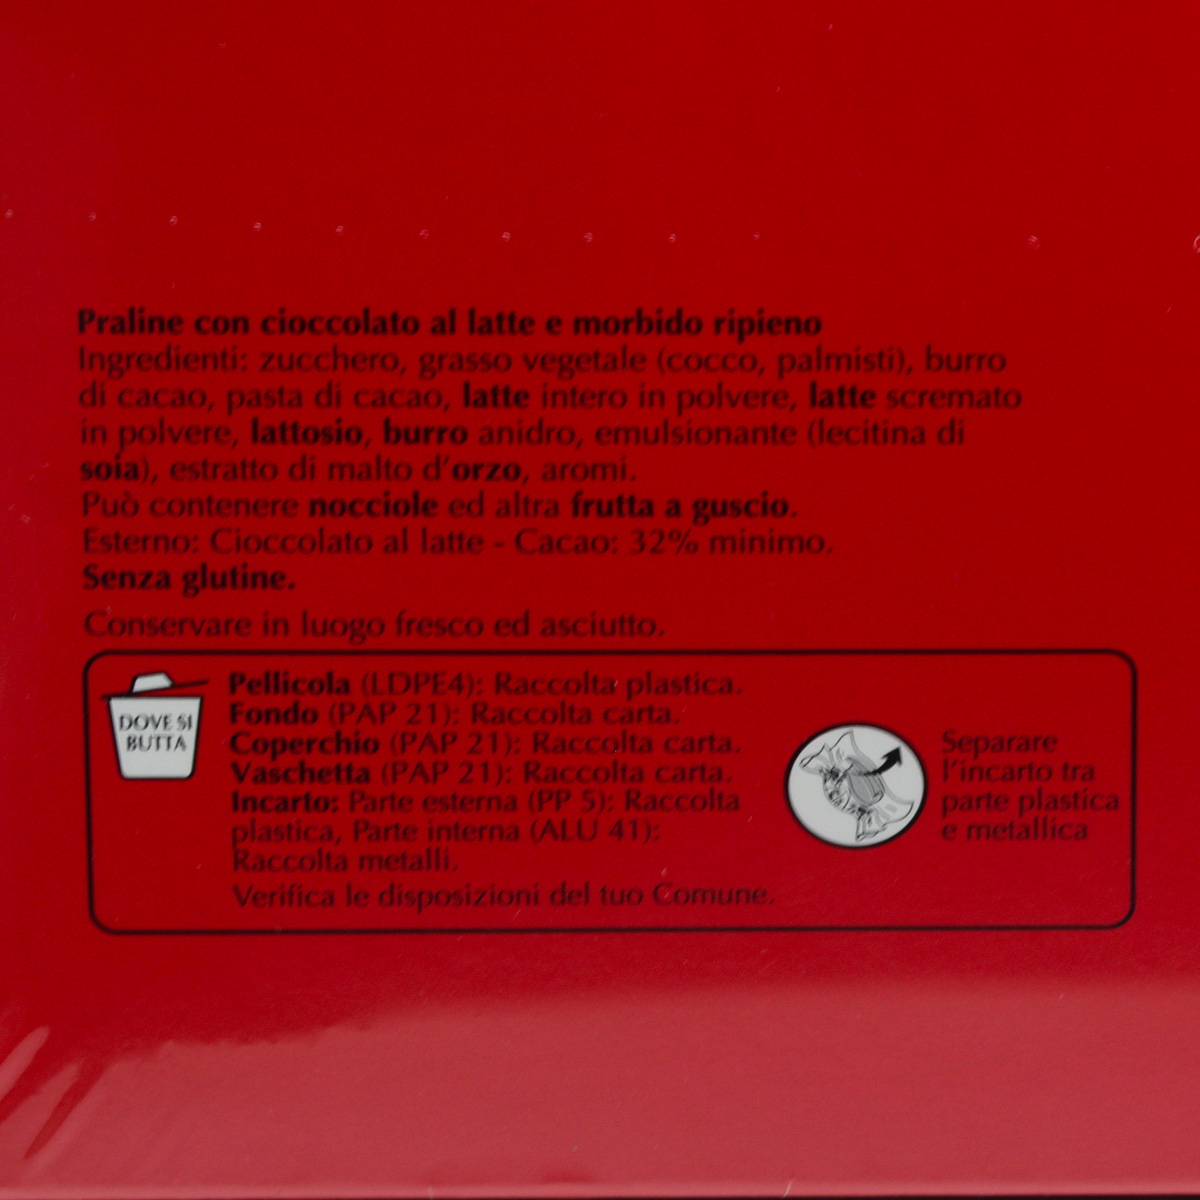 Praline con cioccolato al latte e morbido ripieno
Ingredienti: zucchero, grasso vegetale (cocco, palmisti), burro
di cacao, pasta di cacao, latte intero in polvere, latte scremato
in polvere, lattosio, burro anidro, emulsionante (lecitina di
soia), estratto di malto d'orzo, aromi.
Può contenere nocciole ed altra frutta a guscio.
Esterno: Cioccolato al latte - Cacao: 32% minimo.
Senza glutine.
Conservare in luogo fresco ed asciutto.
DOVE SI
BUTTA
Pellicola (LDPE4): Raccolta plastica.
Fondo (PAP 21): Raccolta carta.
Coperchio (PAP 21): Raccolta carta.
Vaschetta (PAP 21): Raccolta carta.
Incarto: Parte esterna (PP 5): Raccolta
plastica, Parte interna (ALU 41):
Raccolta metalli.
Verifica le disposizioni del tuo Comune.
Separare
l'incarto tra
parte plastica
e metallica